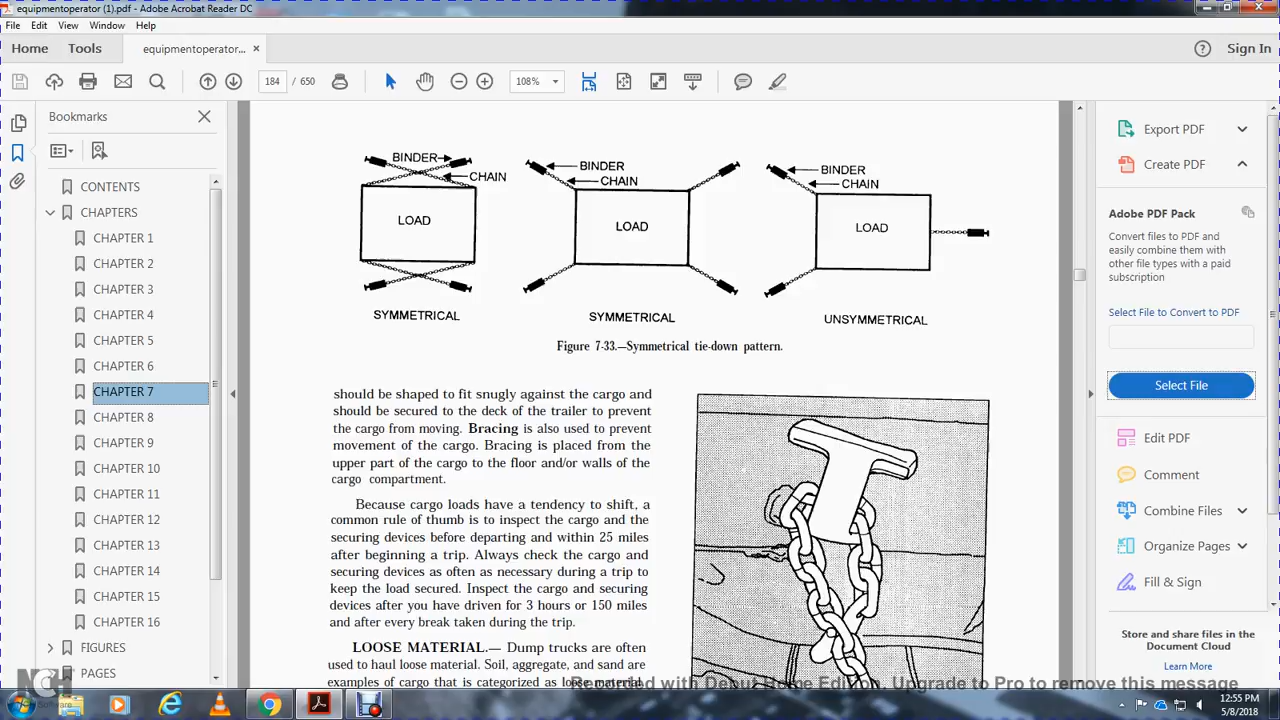 equipmentoperator (1).pdf - Adobe Acrobat Reader DC
File Edit View Window Help
Home Tools equipmentoperator... × Sign In
184 / 650 108%
Bookmarks
CONTENTS
CHAPTERS
CHAPTER 1
CHAPTER 2
CHAPTER 3
CHAPTER 4
CHAPTER 5
CHAPTER 6
CHAPTER 7
CHAPTER 8
CHAPTER 9
CHAPTER 10
CHAPTER 11
CHAPTER 12
CHAPTER 13
CHAPTER 14
CHAPTER 15
CHAPTER 16
FIGURES
PAGES
BINDER
CHAIN
LOAD
SYMMETRICAL
BINDER
CHAIN
LOAD
SYMMETRICAL
BINDER
CHAIN
LOAD
UNSYMMETRICAL
Figure 7-33.—Symmetrical tie-down pattern.
should be shaped to fit snugly against the cargo and
should be secured to the deck of the trailer to prevent
the cargo from moving. Bracing is also used to prevent
movement of the cargo. Bracing is placed from the
upper part of the cargo to the floor and/or walls of the
cargo compartment.
Because cargo loads have a tendency to shift, a
common rule of thumb is to inspect the cargo and the
securing devices before departing and within 25 miles
after beginning a trip. Always check the cargo and
securing devices as often as necessary during a trip to
keep the load secured. Inspect the cargo and securing
devices after you have driven for 3 hours or 150 miles
and after every break taken during the trip.
LOOSE MATERIAL.— Dump trucks are often
used to haul loose material. Soil, aggregate, and sand are
examples of cargo that is categorized as loose material.
Export PDF
Create PDF
Adobe PDF Pack
Convert files to PDF and
easily combine them with
other file types with a paid
subscription
Select File to Convert to PDF
Select File
Edit PDF
Comment
Combine Files
Organize Pages
Fill & Sign
Store and share files in the
Document Cloud
Learn More
Recorded with Debut Home Edition. Upgrade to Pro to remove this message
NCH Software
12:55 PM
5/8/2018